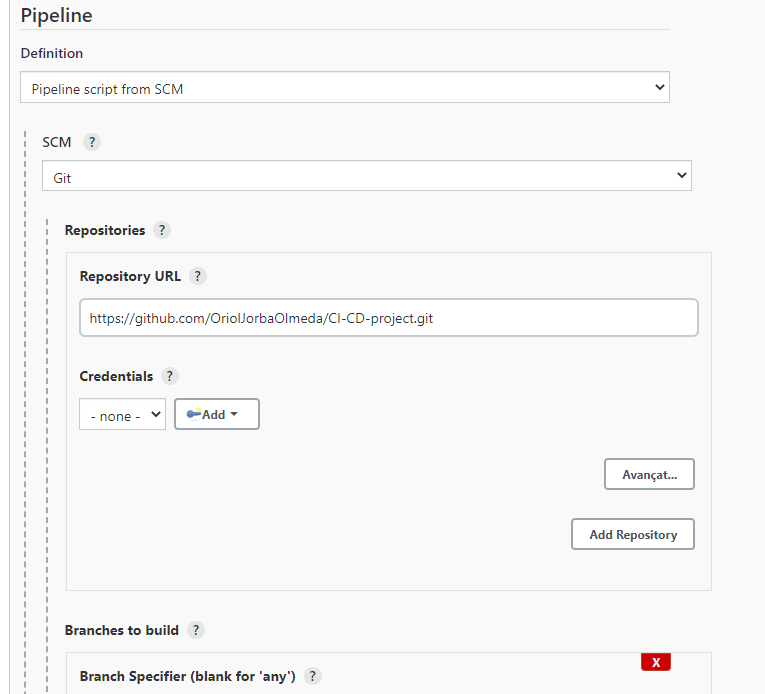 Pipeline
Definition
Pipeline script from SCM
SCM ?
Git
Repositories ?
Repository URL ?
https://github.com/OriolJorbaOlmeda/CI-CD-project.git
Credentials ?
- none - Add
Avançat...
Add Repository
Branches to build ?
X
Branch Specifier (blank for 'any') ?